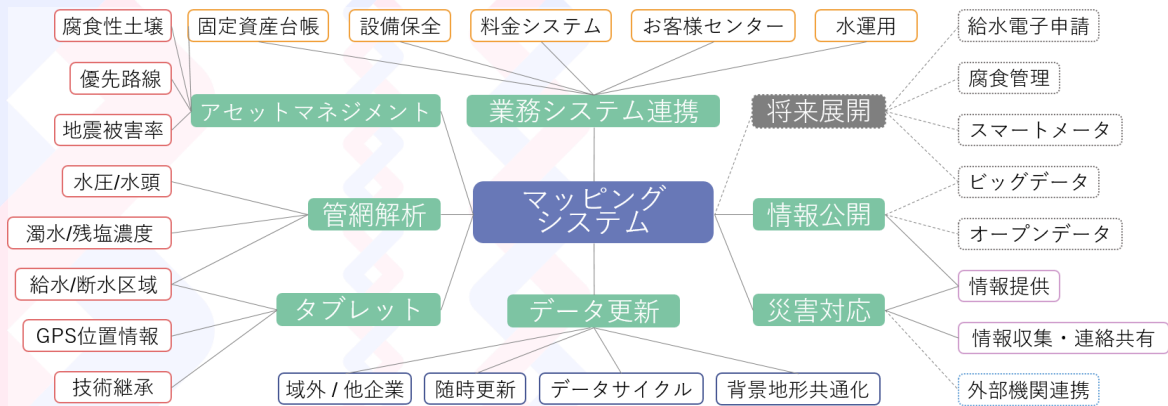 腐食性土壌
固定資産台帳
設備保全
料金システム
お客様センター
水運用
給水電子申請
優先路線
腐食管理
アセットマネジメント
業務システム連携
将来展開
地震被害率
スマートメータ
水圧/水頭
マッピング
システム
ビッグデータ
管網解析
情報公開
濁水/残塩濃度
オープンデータ
給水/断水区域
情報提供
タブレット
データ更新
災害対応
GPS位置情報
情報収集・連絡共有
技術継承
域外 / 他企業
随時更新
データサイクル
背景地形共通化
外部機関連携